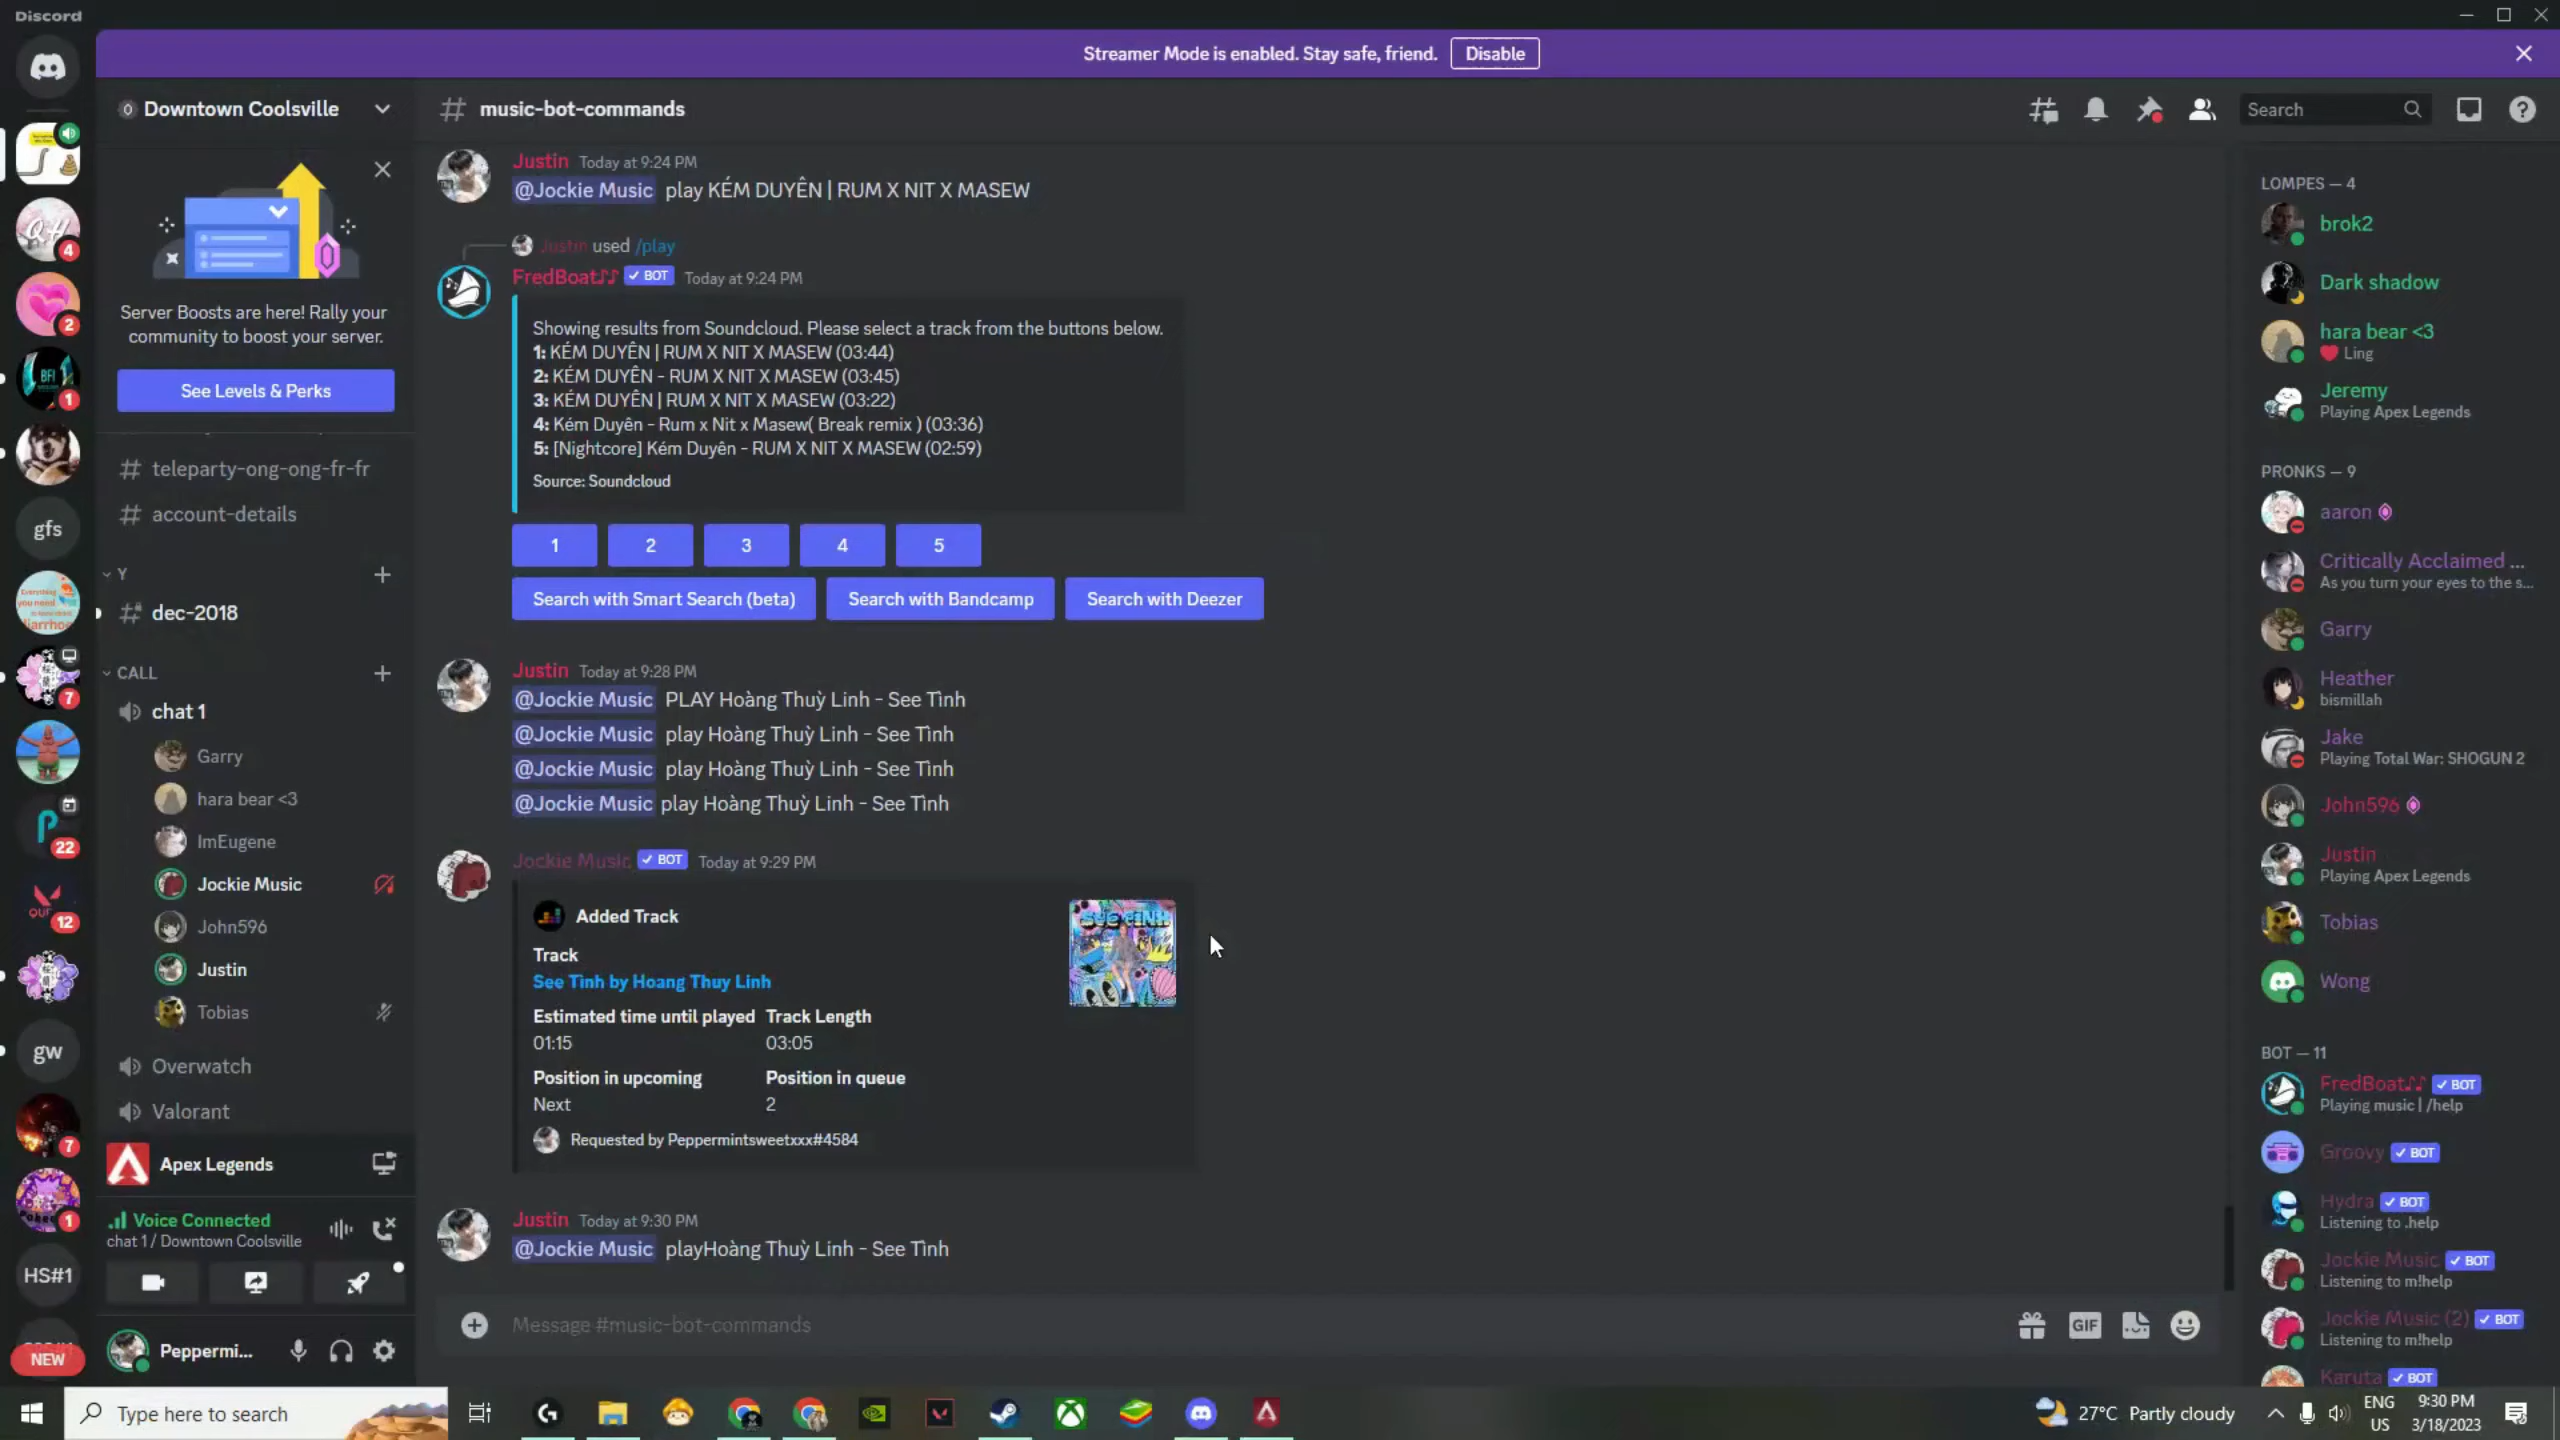 Discord
Streamer Mode is enabled. Stay safe, friend.
Disable
Downtown Coolsville
music-bot-commands
Search
Server Boosts are here! Rally your
community to boost your server.
See Levels & Perks
teleparty-ong-ong-fr-fr
account-details
Y
dec-2018
CALL
chat 1
Garry
hara bear <3
ImEugene
Jockie Music
John596
Justin
Tobias
Overwatch
Valorant
Apex Legends
Voice Connected
chat 1 / Downtown Coolsville
Peppermi...
4
2
BFI
1
gfs
7
22
12
gw
7
1
HS#1
NEW
Justin Today at 9:24 PM
@Jockie Music play KÉM DUYÊN | RUM X NIT X MASEW
Justin used /play
FredBoat♪♪ BOT Today at 9:24 PM
Showing results from Soundcloud. Please select a track from the buttons below.
1: KÉM DUYÊN | RUM X NIT X MASEW (03:44)
2: KÉM DUYÊN - RUM X NIT X MASEW (03:45)
3: KÉM DUYÊN | RUM X NIT X MASEW (03:22)
4: Kém Duyên - Rum x Nit x Masew( Break remix ) (03:36)
5: [Nightcore] Kém Duyên - RUM X NIT X MASEW (02:59)
Source: Soundcloud
1 2 3 4 5
Search with Smart Search (beta) Search with Bandcamp Search with Deezer
Justin Today at 9:28 PM
@Jockie Music PLAY Hoàng Thuỳ Linh - See Tình
@Jockie Music play Hoàng Thuỳ Linh - See Tình
@Jockie Music play Hoàng Thuỳ Linh - See Tình
@Jockie Music play Hoàng Thuỳ Linh - See Tình
Jockie Music BOT Today at 9:29 PM
Added Track
Track
See Tình by Hoang Thuy Linh
Estimated time until played Track Length
01:15 03:05
Position in upcoming Position in queue
Next 2
Requested by Peppermintsweetxxx#4584
Justin Today at 9:30 PM
@Jockie Music playHoàng Thuỳ Linh - See Tình
Message #music-bot-commands
GIF
LOMPES — 4
brok2
Dark shadow
hara bear <3
Ling
Jeremy
Playing Apex Legends
PRONKS — 9
aaron
Critically Acclaimed ...
As you turn your eyes to the s...
Garry
Heather
bismillah
Jake
Playing Total War: SHOGUN 2
John596
Justin
Playing Apex Legends
Tobias
Wong
BOT — 11
FredBoat♪♪ BOT
Playing music | /help
Groovy BOT
Hydra BOT
Listening to .help
Jockie Music BOT
Listening to m!help
Jockie Music (2) BOT
Listening to m!help
Karuta BOT
Type here to search
27°C Partly cloudy
ENG
US
9:30 PM
3/18/2023